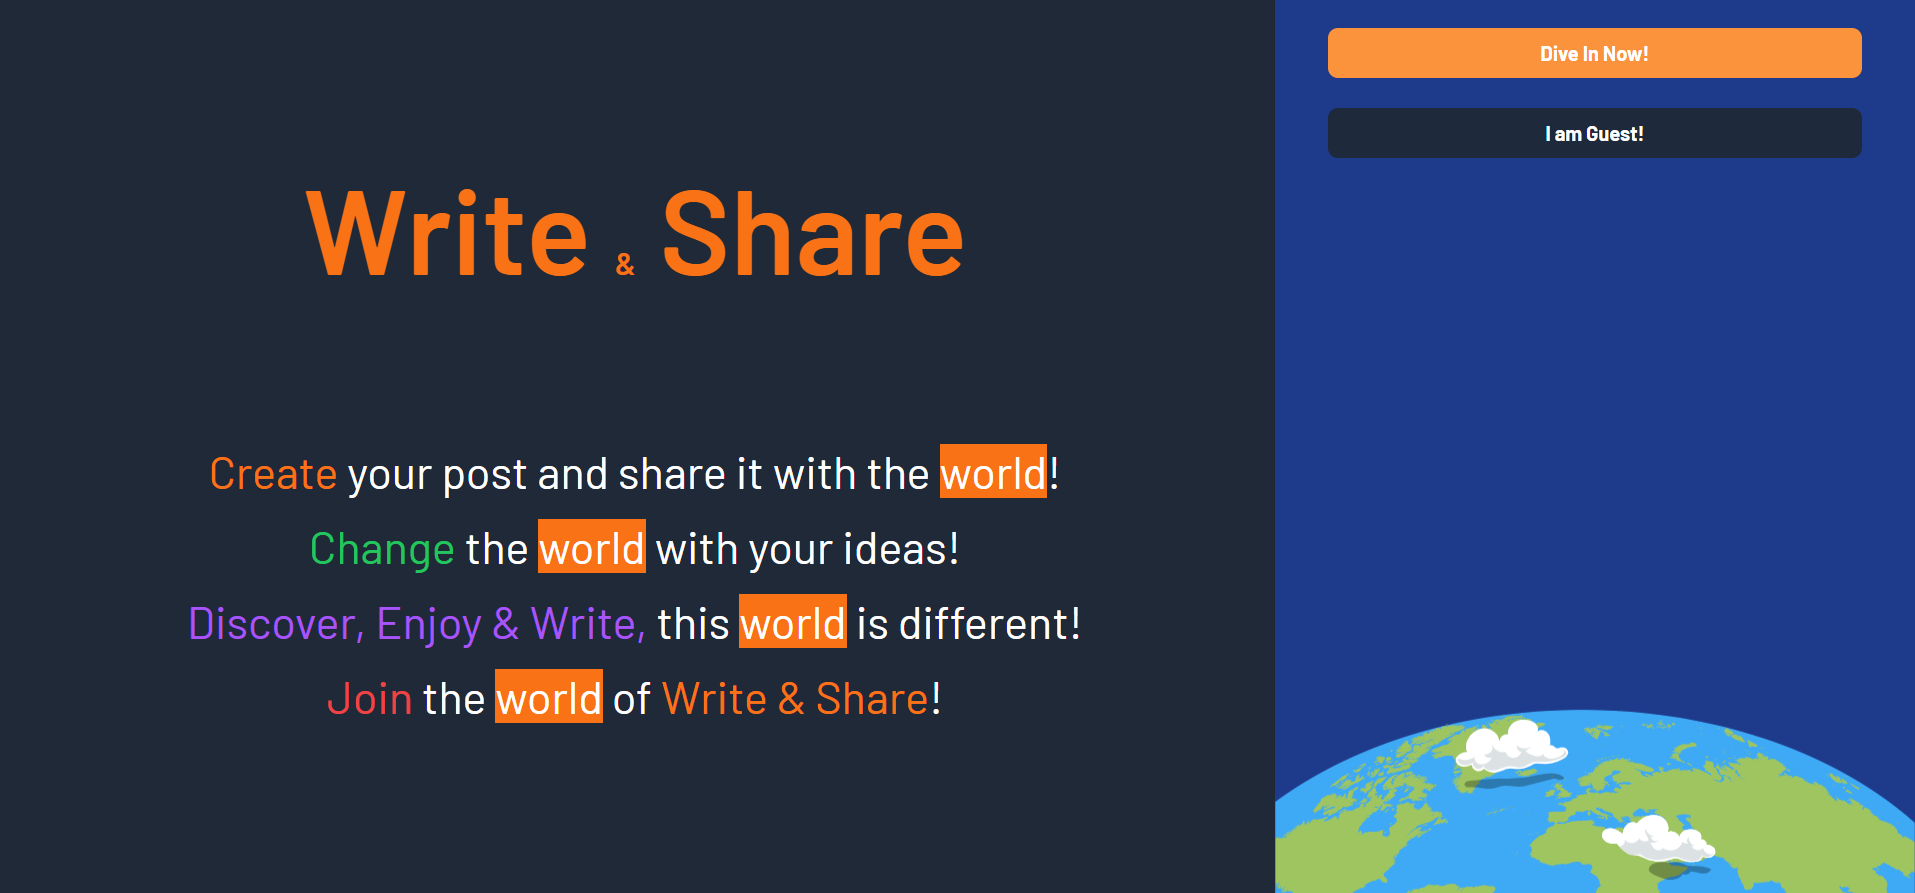 Write & Share
Create your post and share it with the world!
Change the world with your ideas!
Discover, Enjoy & Write, this world is different!
Join the world of Write & Share!
Dive In Now!
I am Guest!